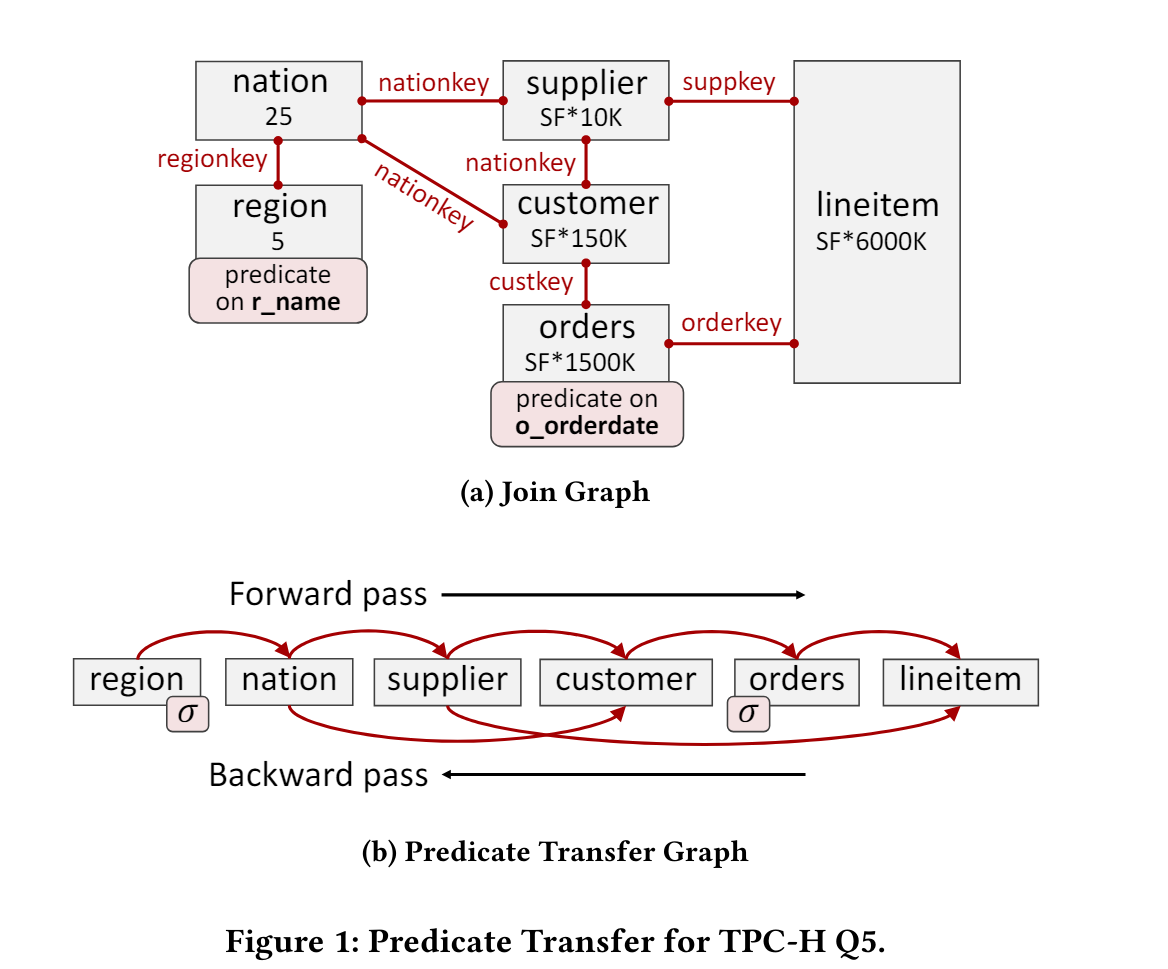 nation
25
nationkey
supplier
SF*10K
suppkey
regionkey
nationkey
nationkey
region
5
customer
SF*150K
lineitem
SF*6000K
predicate
on r_name
custkey
orders
SF*1500K
orderkey
predicate on
o_orderdate
(a) Join Graph
Forward pass
region
nation
supplier
customer
orders
lineitem
σ
σ
Backward pass
(b) Predicate Transfer Graph
Figure 1: Predicate Transfer for TPC-H Q5.